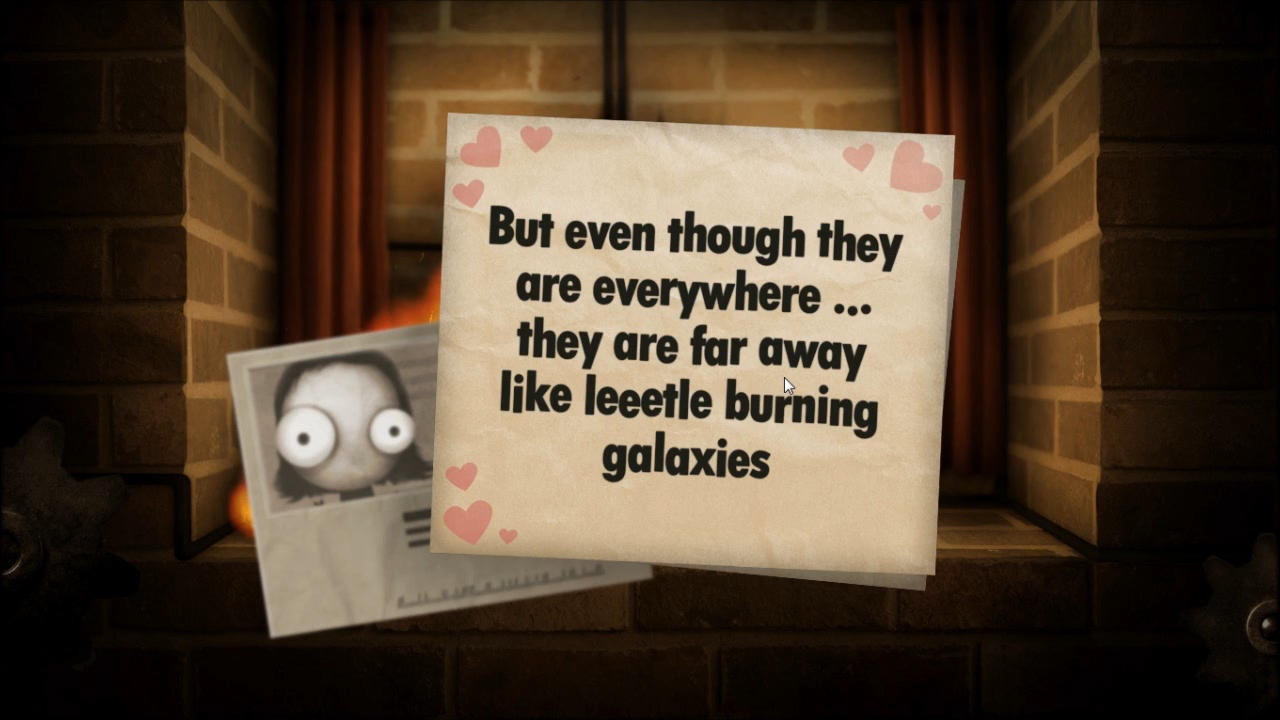 But even though they
are everywhere ...
they are far away
like leeetle burning
galaxies